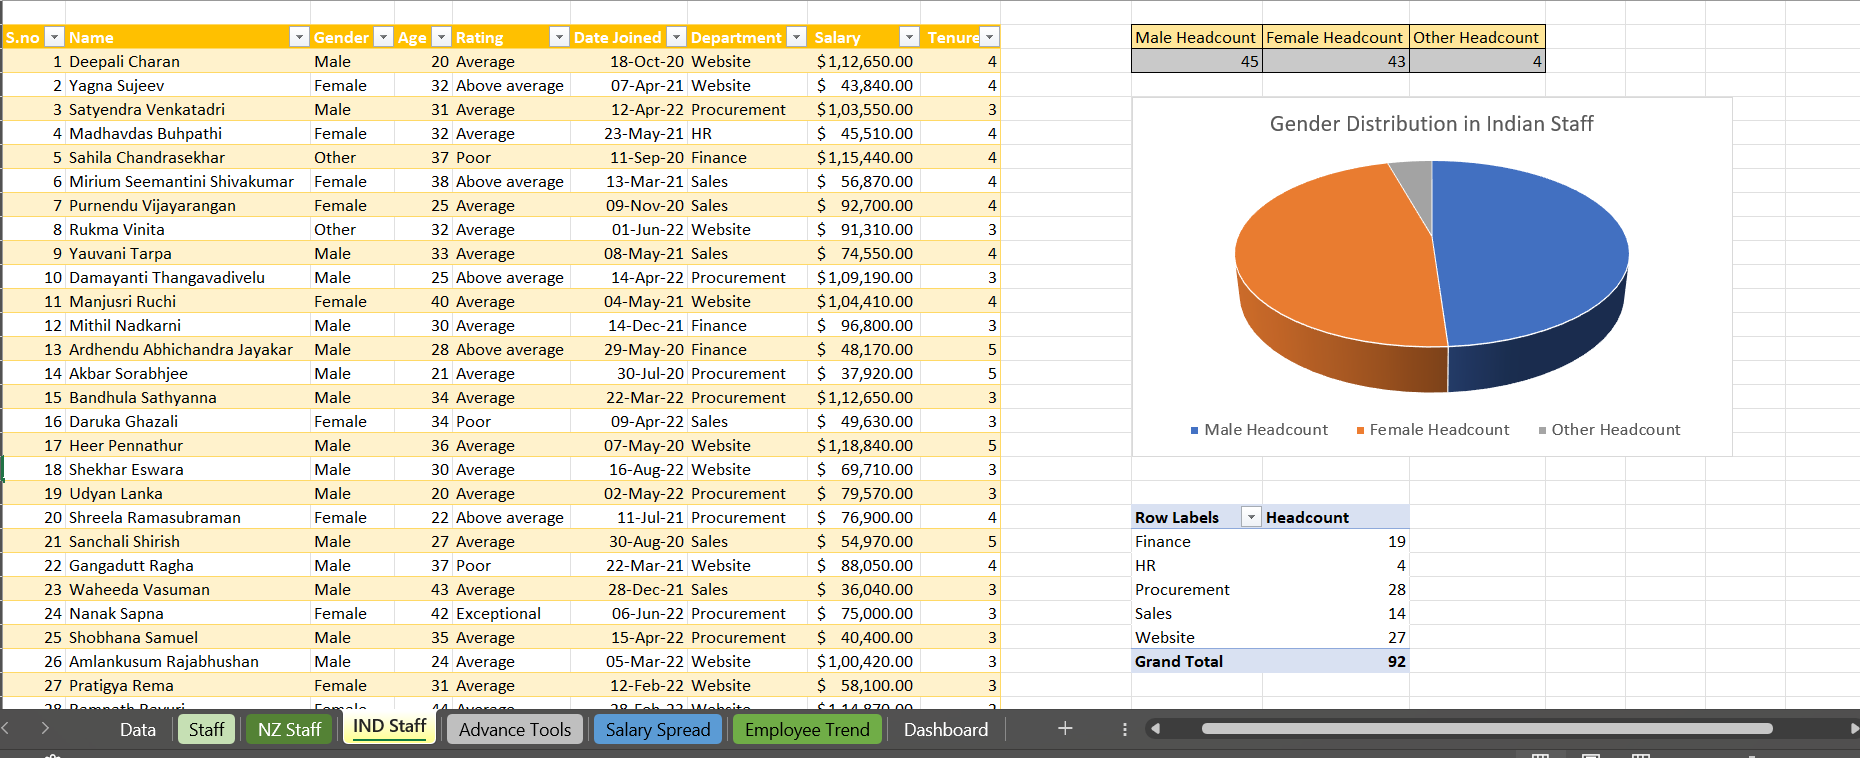 S.no Name Gender Age Rating Date Joined Department Salary Tenure
1 Deepali Charan Male 20 Average 18-Oct-20 Website $1,12,650.00 4
2 Yagna Sujeev Female 32 Above average 07-Apr-21 Website $ 43,840.00 4
3 Satyendra Venkatadri Male 31 Average 12-Apr-22 Procurement $1,03,550.00 3
4 Madhavdas Buhpathi Female 32 Average 23-May-21 HR $ 45,510.00 4
5 Sahila Chandrasekhar Other 37 Poor 11-Sep-20 Finance $1,15,440.00 4
6 Mirium Seemantini Shivakumar Female 38 Above average 13-Mar-21 Sales $ 56,870.00 4
7 Purnendu Vijayarangan Female 25 Average 09-Nov-20 Sales $ 92,700.00 4
8 Rukma Vinita Other 32 Average 01-Jun-22 Website $ 91,310.00 3
9 Yauvani Tarpa Male 33 Average 08-May-21 Sales $ 74,550.00 4
10 Damayanti Thangavadivelu Male 25 Above average 14-Apr-22 Procurement $1,09,190.00 3
11 Manjusri Ruchi Female 40 Average 04-May-21 Website $1,04,410.00 4
12 Mithil Nadkarni Male 30 Average 14-Dec-21 Finance $ 96,800.00 3
13 Ardhendu Abhichandra Jayakar Male 28 Above average 29-May-20 Finance $ 48,170.00 5
14 Akbar Sorabhjee Male 21 Average 30-Jul-20 Procurement $ 37,920.00 5
15 Bandhula Sathyanna Male 34 Average 22-Mar-22 Procurement $1,12,650.00 3
16 Daruka Ghazali Female 34 Poor 09-Apr-22 Sales $ 49,630.00 3
17 Heer Pennathur Male 36 Average 07-May-20 Website $1,18,840.00 5
18 Shekhar Eswara Male 30 Average 16-Aug-22 Website $ 69,710.00 3
19 Udyan Lanka Male 20 Average 02-May-22 Procurement $ 79,570.00 3
20 Shreela Ramasubraman Female 22 Above average 11-Jul-21 Procurement $ 76,900.00 4
21 Sanchali Shirish Male 27 Average 30-Aug-20 Sales $ 54,970.00 5
22 Gangadutt Ragha Male 37 Poor 22-Mar-21 Website $ 88,050.00 4
23 Waheeda Vasuman Male 43 Average 28-Dec-21 Sales $ 36,040.00 3
24 Nanak Sapna Female 42 Exceptional 06-Jun-22 Procurement $ 75,000.00 3
25 Shobhana Samuel Male 35 Average 15-Apr-22 Procurement $ 40,400.00 3
26 Amlankusum Rajabhushan Male 24 Average 05-Mar-22 Website $1,00,420.00 3
27 Pratigya Rema Female 31 Average 12-Feb-22 Website $ 58,100.00 3
Male Headcount Female Headcount Other Headcount
45 43 4
Gender Distribution in Indian Staff
Male Headcount Female Headcount Other Headcount
Row Labels Headcount
Finance 19
HR 4
Procurement 28
Sales 14
Website 27
Grand Total 92
Data Staff NZ Staff IND Staff Advance Tools Salary Spread Employee Trend Dashboard